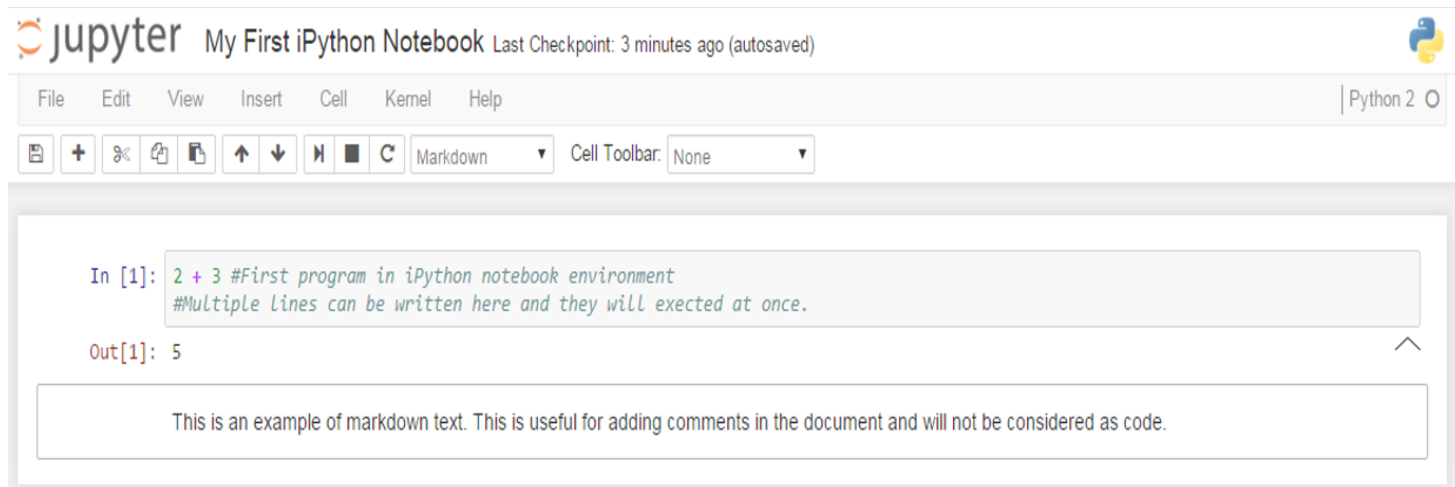 jupyter My First iPython Notebook Last Checkpoint: 3 minutes ago (autosaved)
File Edit View Insert Cell Kernel Help Python 2
Markdown Cell Toolbar: None
In [1]: 2 + 3 #First program in iPython notebook environment
#Multiple lines can be written here and they will exected at once.
Out[1]: 5
This is an example of markdown text. This is useful for adding comments in the document and will not be considered as code.